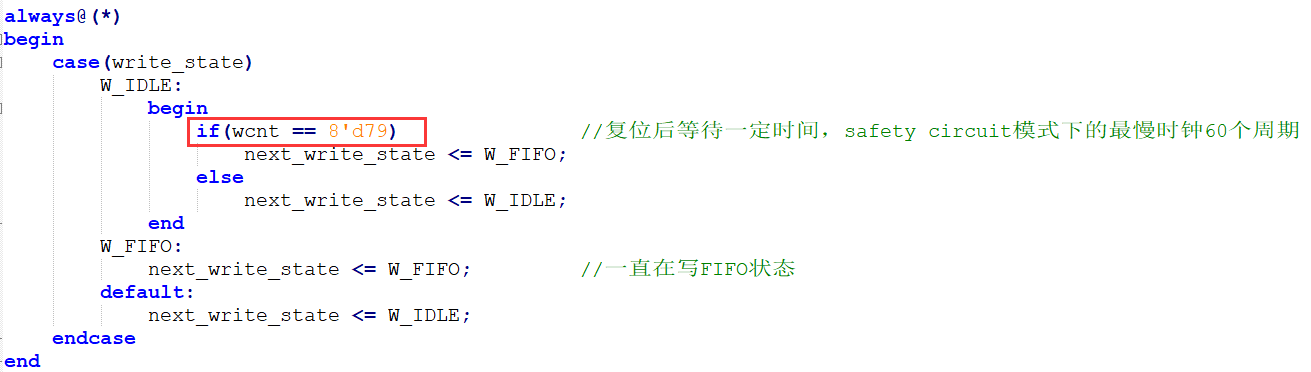 always@(*)
begin
    case(write_state)
        W_IDLE:
            begin
                if(wcnt == 8'd79)               //复位后等待一定时间，safety circuit模式下的最慢时钟60个周期
                    next_write_state <= W_FIFO;
                else
                    next_write_state <= W_IDLE;
            end
        W_FIFO:
            next_write_state <= W_FIFO;         //一直在写FIFO状态
        default:
            next_write_state <= W_IDLE;
    endcase
end